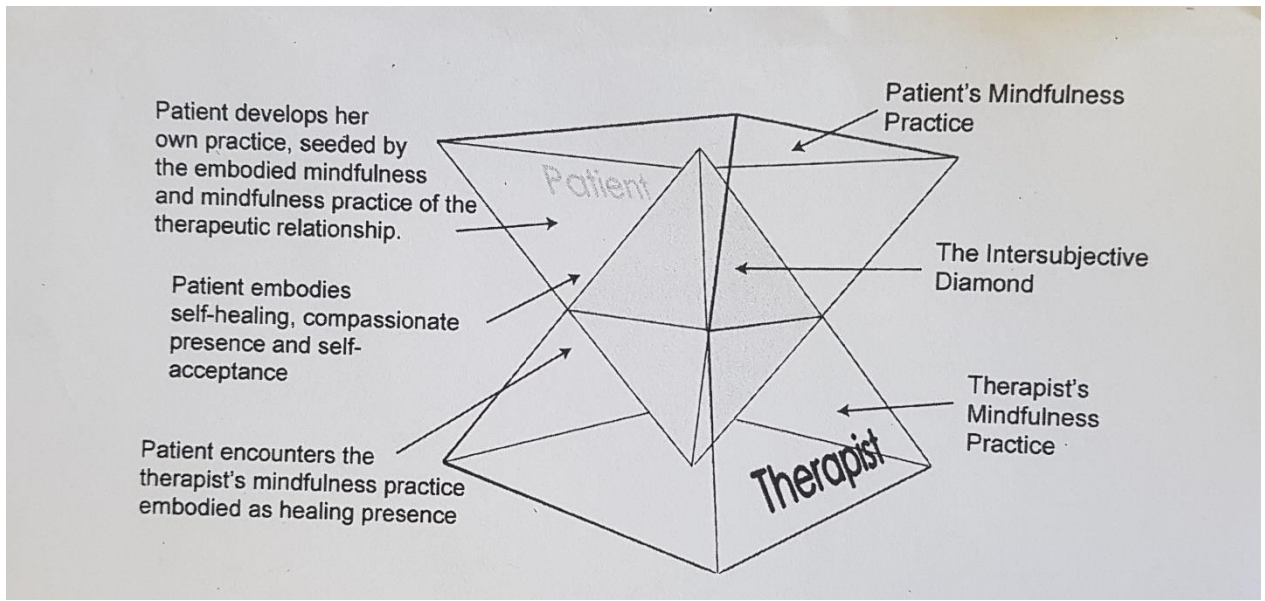 Patient develops her
own practice, seeded by
the embodied mindfulness
and mindfulness practice of the
therapeutic relationship.
Patient embodies
self-healing, compassionate
presence and self-
acceptance
Patient encounters the
therapist's mindfulness practice
embodied as healing presence
Patient
Therapist
Patient's Mindfulness
Practice
The Intersubjective
Diamond
Therapist's
Mindfulness
Practice